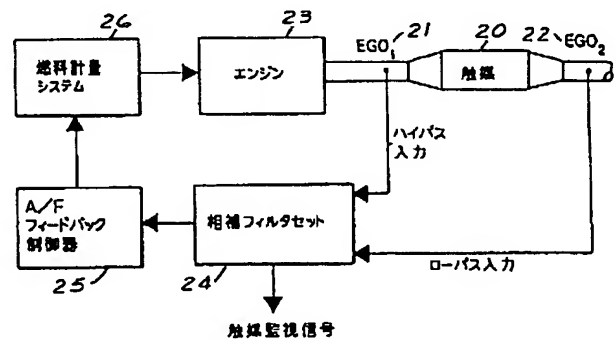 26
23
21
20
22
EGO₁
EGO₂
燃料計量
システム
エンジン
触媒
ハイパス
入力
A/F
フィードバック
制御器
相補フィルタセット
ローパス入力
25
24
触媒監視信号